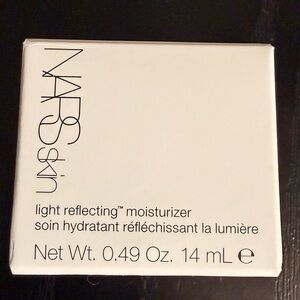 NARSskin
light reflecting™ moisturizer
soin hydratant réfléchissant la lumière
Net Wt. 0.49 Oz. 14 mL ℮